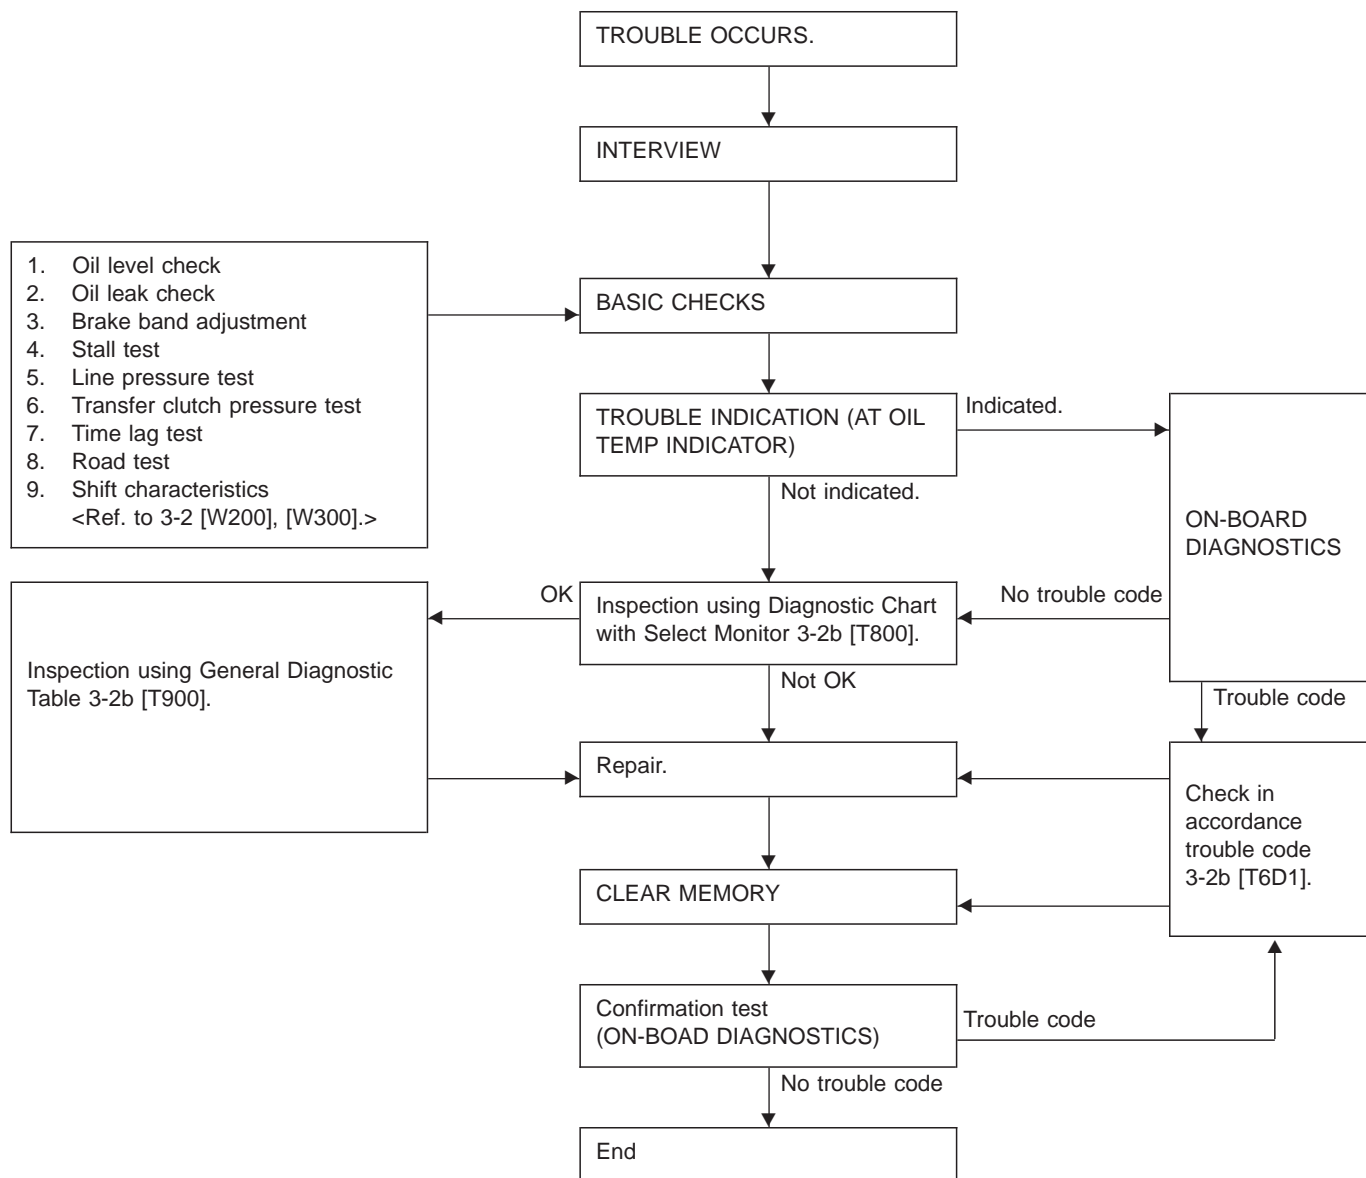 TROUBLE OCCURS.
INTERVIEW
1. Oil level check
2. Oil leak check
3. Brake band adjustment
4. Stall test
5. Line pressure test
6. Transfer clutch pressure test
7. Time lag test
8. Road test
9. Shift characteristics
<Ref. to 3-2 [W200], [W300].>
BASIC CHECKS
TROUBLE INDICATION (AT OIL
TEMP INDICATOR)
Indicated.
Not indicated.
ON-BOARD
DIAGNOSTICS
No trouble code
Trouble code
Inspection using Diagnostic Chart
with Select Monitor 3-2b [T800].
OK
Not OK
Inspection using General Diagnostic
Table 3-2b [T900].
Repair.
Check in
accordance
trouble code
3-2b [T6D1].
CLEAR MEMORY
Confirmation test
(ON-BOAD DIAGNOSTICS)
Trouble code
No trouble code
End